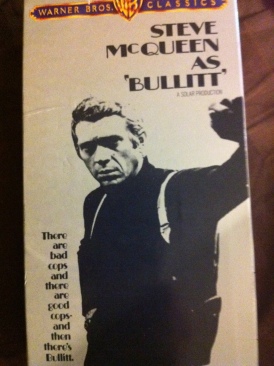 WARNER BROS. CLASSICS
WB
STEVE
McQUEEN
AS
'BULLITT'
A SOLAR PRODUCTION
There
are
bad
cops
and
there
are
good
cops-
and
then
there's
Bullitt.